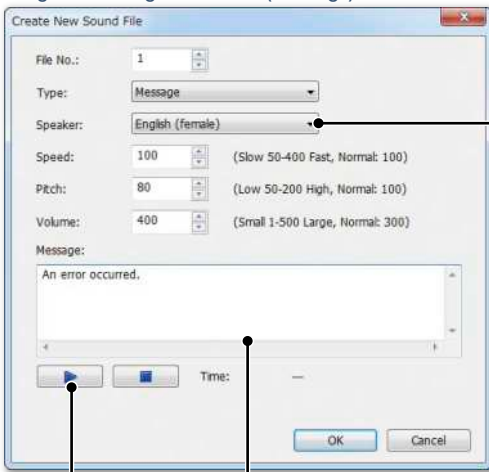 Create New Sound File
File No.: 1
Type: Message
Speaker: English (female)
Speed: 100 (Slow 50-400 Fast, Normal: 100)
Pitch: 80 (Low 50-200 High, Normal: 100)
Volume: 400 (Small 1-500 Large, Normal: 300)
Message:
An error occurred.
Time: ---
OK Cancel